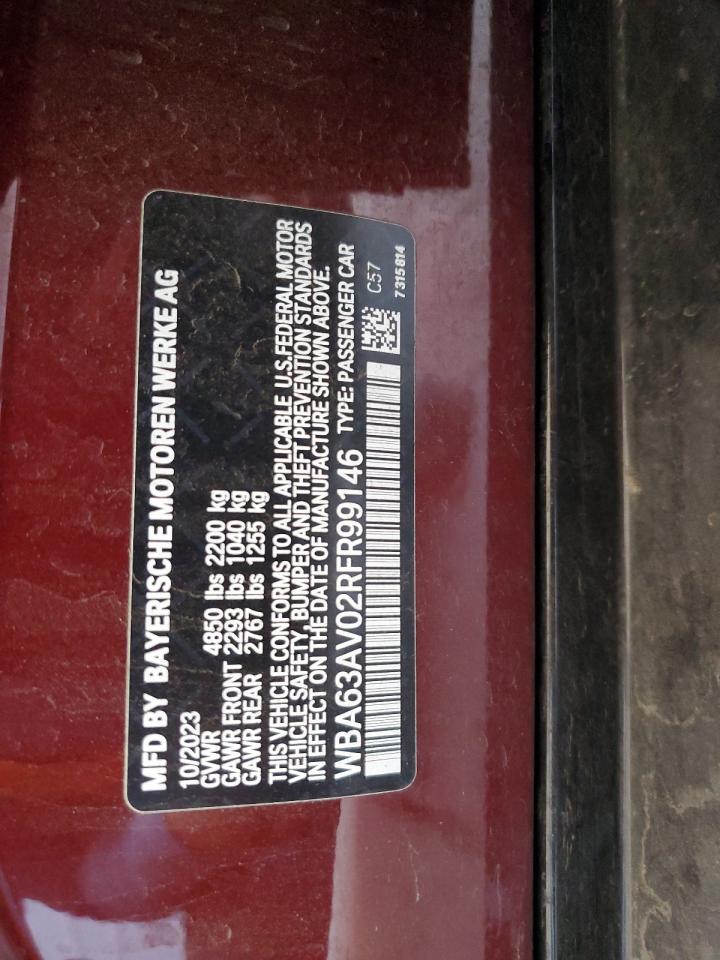 MFD BY BAYERISCHE MOTOREN WERKE AG
10/2023
GVWR 4850 lbs 2200 kg
GAWR FRONT 2293 lbs 1040 kg
GAWR REAR 2767 lbs 1255 kg
THIS VEHICLE CONFORMS TO ALL APPLICABLE U.S.FEDERAL MOTOR
VEHICLE SAFETY, BUMPER AND THEFT PREVENTION STANDARDS
IN EFFECT ON THE DATE OF MANUFACTURE SHOWN ABOVE.
WBA63AV02RFR99146 TYPE: PASSENGER CAR
C57
7315614